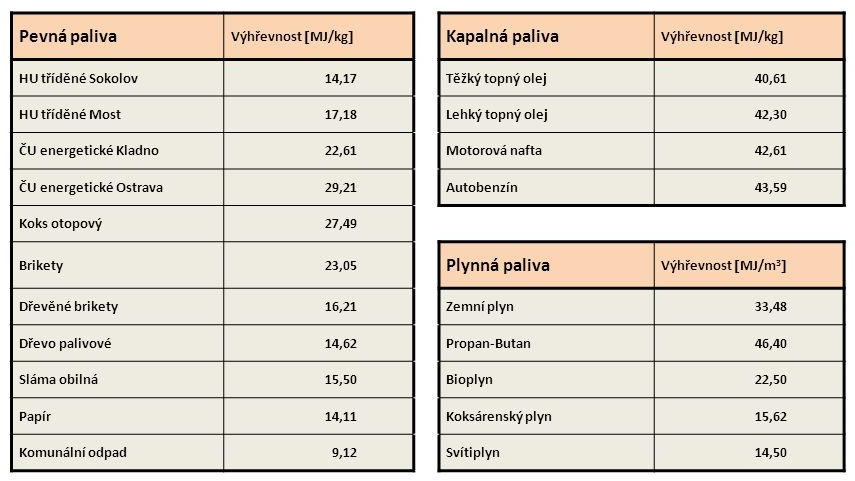 Pevná paliva Výhřevnost [MJ/kg]
HU tříděné Sokolov 14,17
HU tříděné Most 17,18
ČU energetické Kladno 22,61
ČU energetické Ostrava 29,21
Koks otopový 27,49
Brikety 23,05
Dřevěné brikety 16,21
Dřevo palivové 14,62
Sláma obilná 15,50
Papír 14,11
Komunální odpad 9,12
Kapalná paliva Výhřevnost [MJ/kg]
Těžký topný olej 40,61
Lehký topný olej 42,30
Motorová nafta 42,61
Autobenzín 43,59
Plynná paliva Výhřevnost [MJ/m³]
Zemní plyn 33,48
Propan-Butan 46,40
Bioplyn 22,50
Koksárenský plyn 15,62
Svítiplyn 14,50